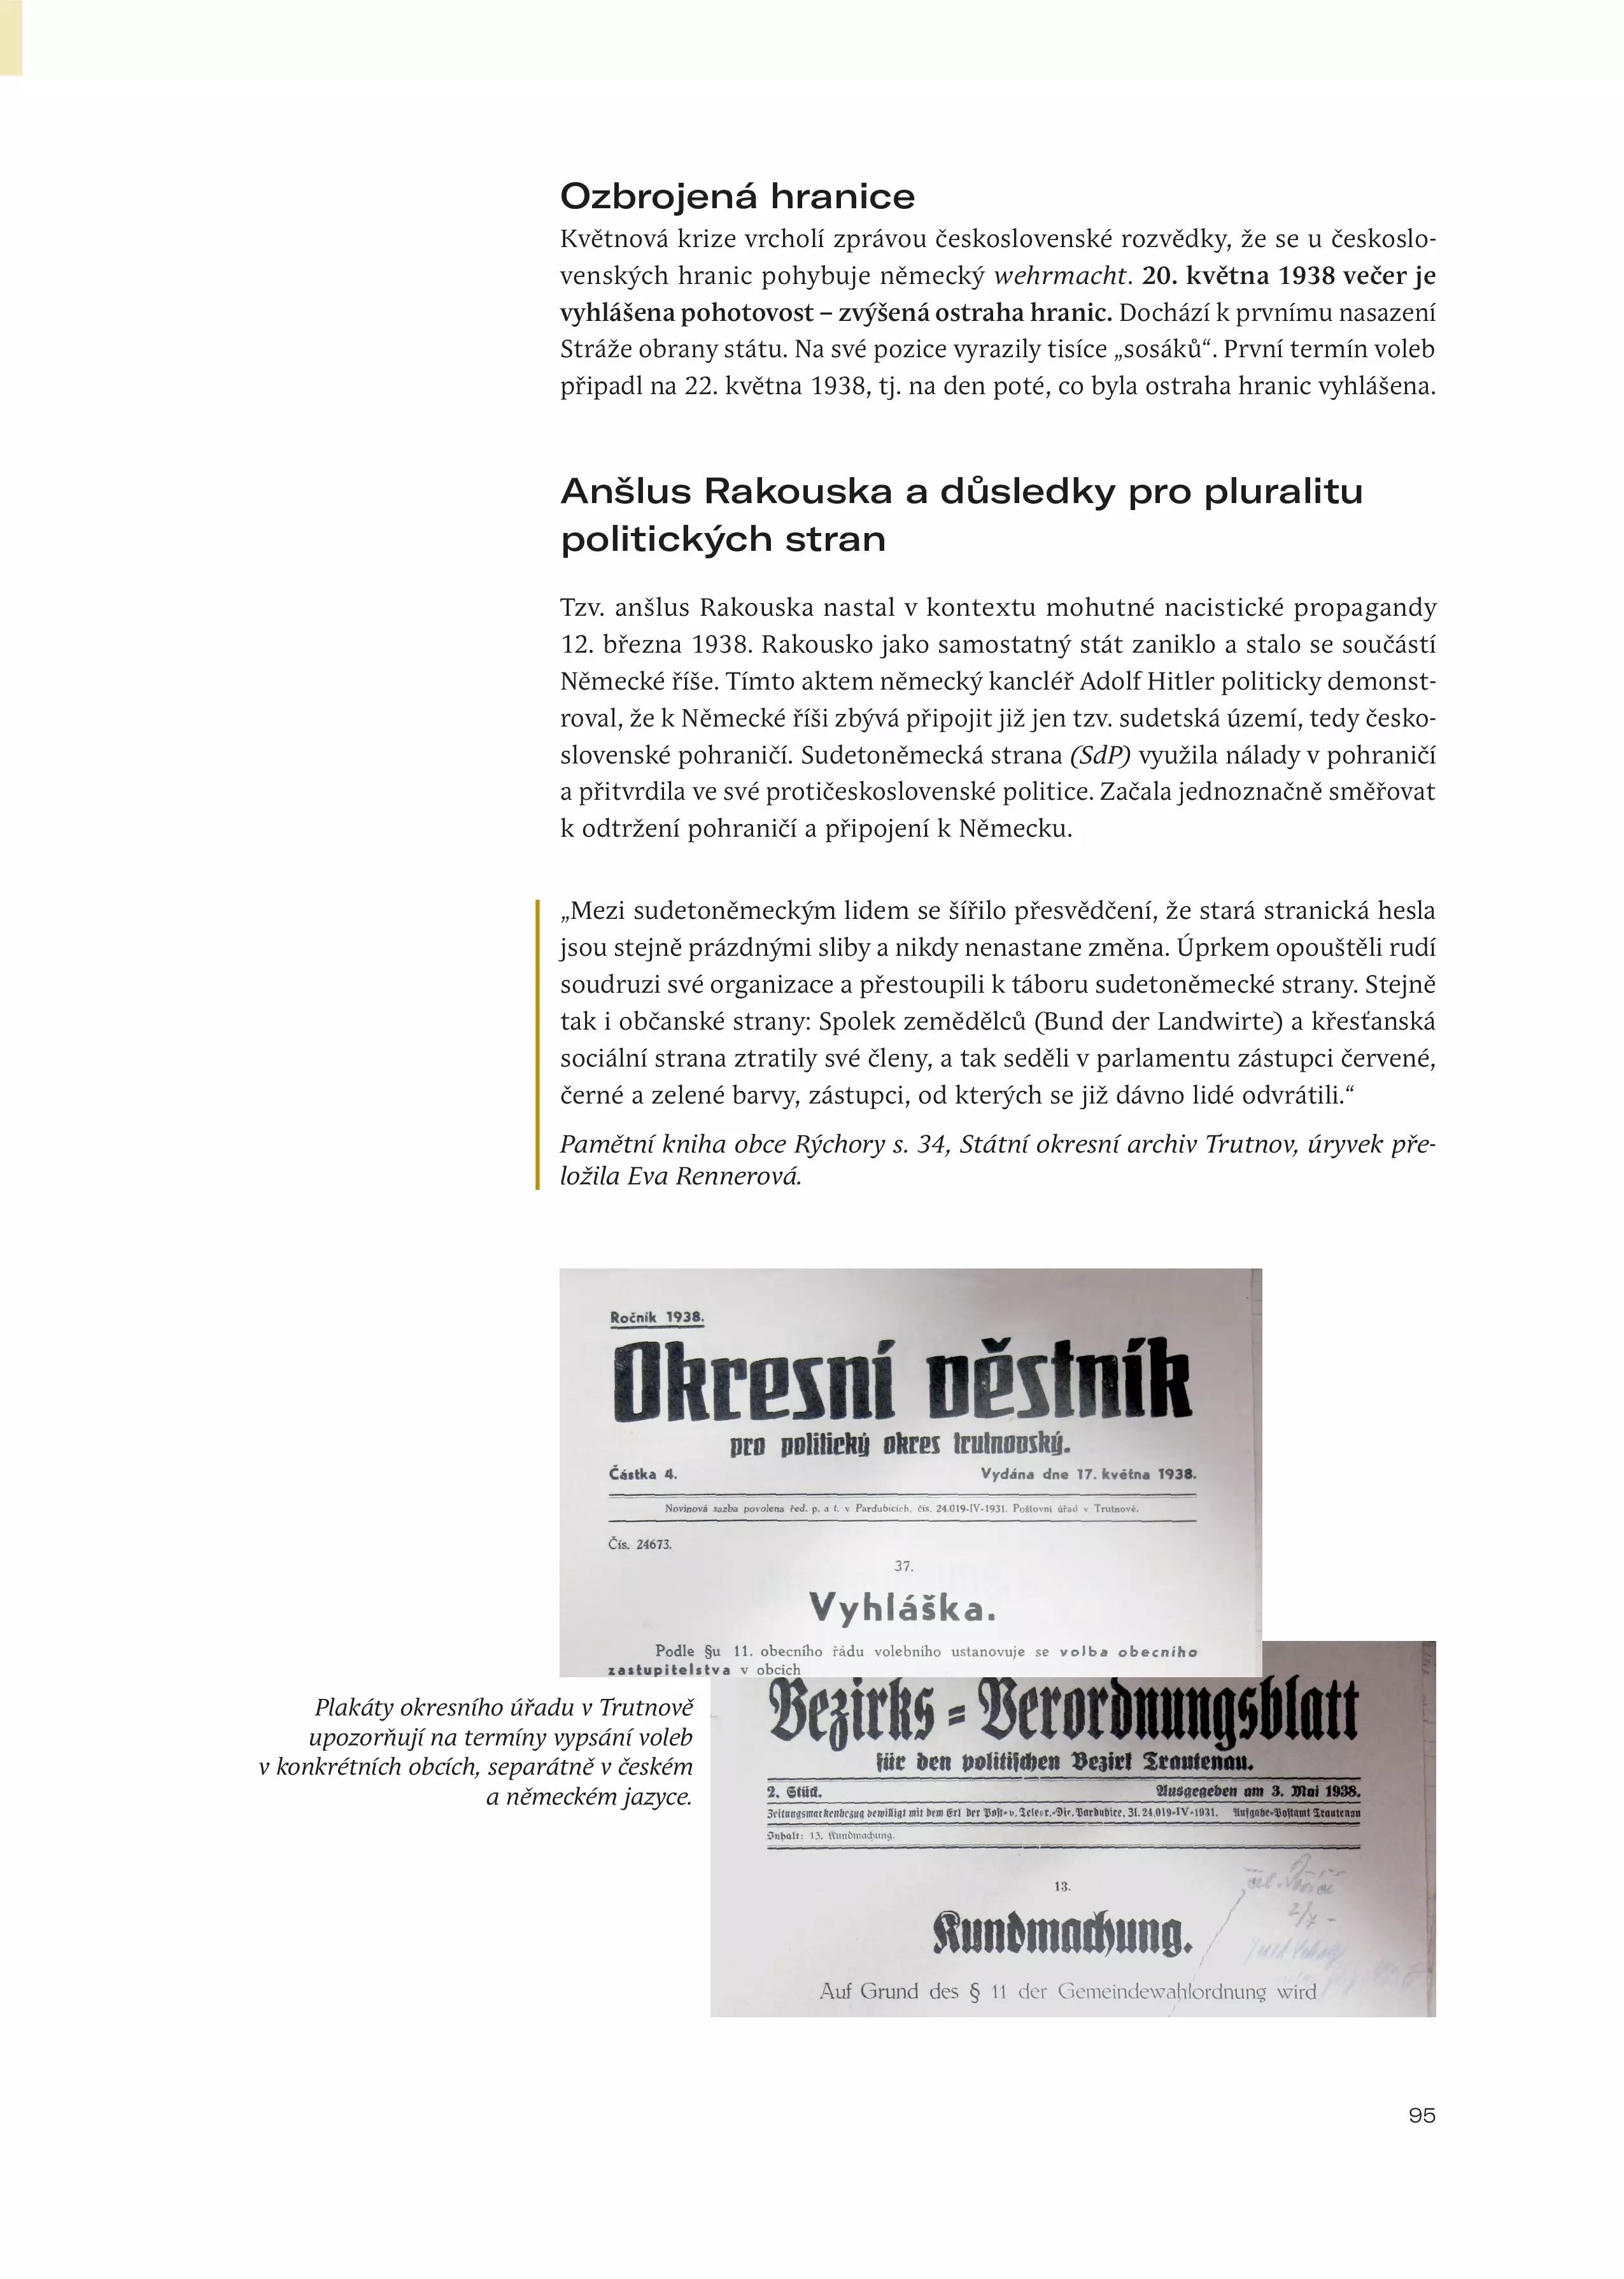 Ozbrojená hranice
Květnová krize vrcholí zprávou československé rozvědky, že se u českoslo-
venských hranic pohybuje německý wehrmacht. 20. května 1938 večer je
vyhlášena pohotovost – zvýšená ostraha hranic. Dochází k prvnímu nasazení
Stráže obrany státu. Na své pozice vyrazily tisíce „sosáků“. První termín voleb
připadl na 22. května 1938, tj. na den poté, co byla ostraha hranic vyhlášena.
Anšlus Rakouska a důsledky pro pluralitu
politických stran
Tzv. anšlus Rakouska nastal v kontextu mohutné nacistické propagandy
12. března 1938. Rakousko jako samostatný stát zaniklo a stalo se součástí
Německé říše. Tímto aktem německý kancléř Adolf Hitler politicky demonst-
roval, že k Německé říši zbývá připojit již jen tzv. sudetská území, tedy česko-
slovenské pohraničí. Sudetoněmecká strana (SdP) využila nálady v pohraničí
a přitvrdila ve své protičeskoslovenské politice. Začala jednoznačně směřovat
k odtržení pohraničí a připojení k Německu.
„Mezi sudetoněmeckým lidem se šířilo přesvědčení, že stará stranická hesla
jsou stejně prázdnými sliby a nikdy nenastane změna. Úprkem opouštěli rudí
soudruzi své organizace a přestoupili k táboru sudetoněmecké strany. Stejně
tak i občanské strany: Spolek zemědělců (Bund der Landwirte) a křesťanská
sociální strana ztratily své členy, a tak seděli v parlamentu zástupci červené,
černé a zelené barvy, zástupci, od kterých se již dávno lidé odvrátili.“
Pamětní kniha obce Rýchory s. 34, Státní okresní archiv Trutnov, úryvek pře-
ložila Eva Rennerová.
Ročník 1938.
Okresní věstník
pro politický okres trutnovský.
Částka 4. Vydána dne 17. května 1938.
Novinová sazba povolena řed. p. a t. v Pardubicích, čís. 24.019-IV-1931. Poštovní úřad v Trutnově.
Čís. 24673.
37.
Vyhláška.
Podle §u 11. obecního řádu volebního ustanovuje se volba obecního
zastupitelstva v obcích
Plakáty okresního úřadu v Trutnově
upozorňují na termíny vypsání voleb
v konkrétních obcích, separátně v českém
a německém jazyce.
Bezirks=Verordnungsblatt
für den politischen Bezirk Trautenau.
2. Stück. Ausgegeben am 3. Mai 1938.
Zeitungsmarkenbezug bewilligt mit dem Erl der Post- u. Telegr.-Dir. Pardubice, 31.24.019-IV-1931. Aufgabe-Postamt Trautenau
Inhalt: 13. Kundmachung.
13.
Kundmachung.
Auf Grund des § 11 der Gemeindewahlordnung wird
95